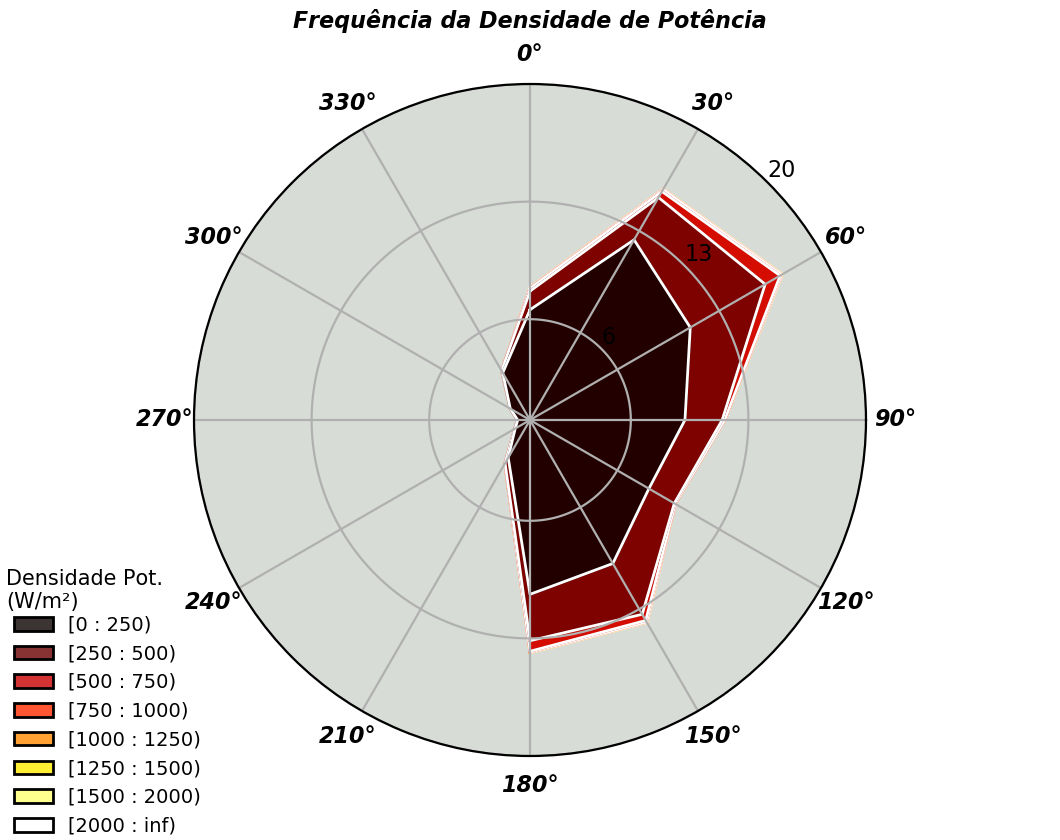 Frequência da Densidade de Potência
0°
330°
30°
20
300°
60°
13
6
270°
90°
240°
120°
210°
150°
180°
Densidade Pot.
(W/m²)
[0 : 250)
[250 : 500)
[500 : 750)
[750 : 1000)
[1000 : 1250)
[1250 : 1500)
[1500 : 2000)
[2000 : inf)